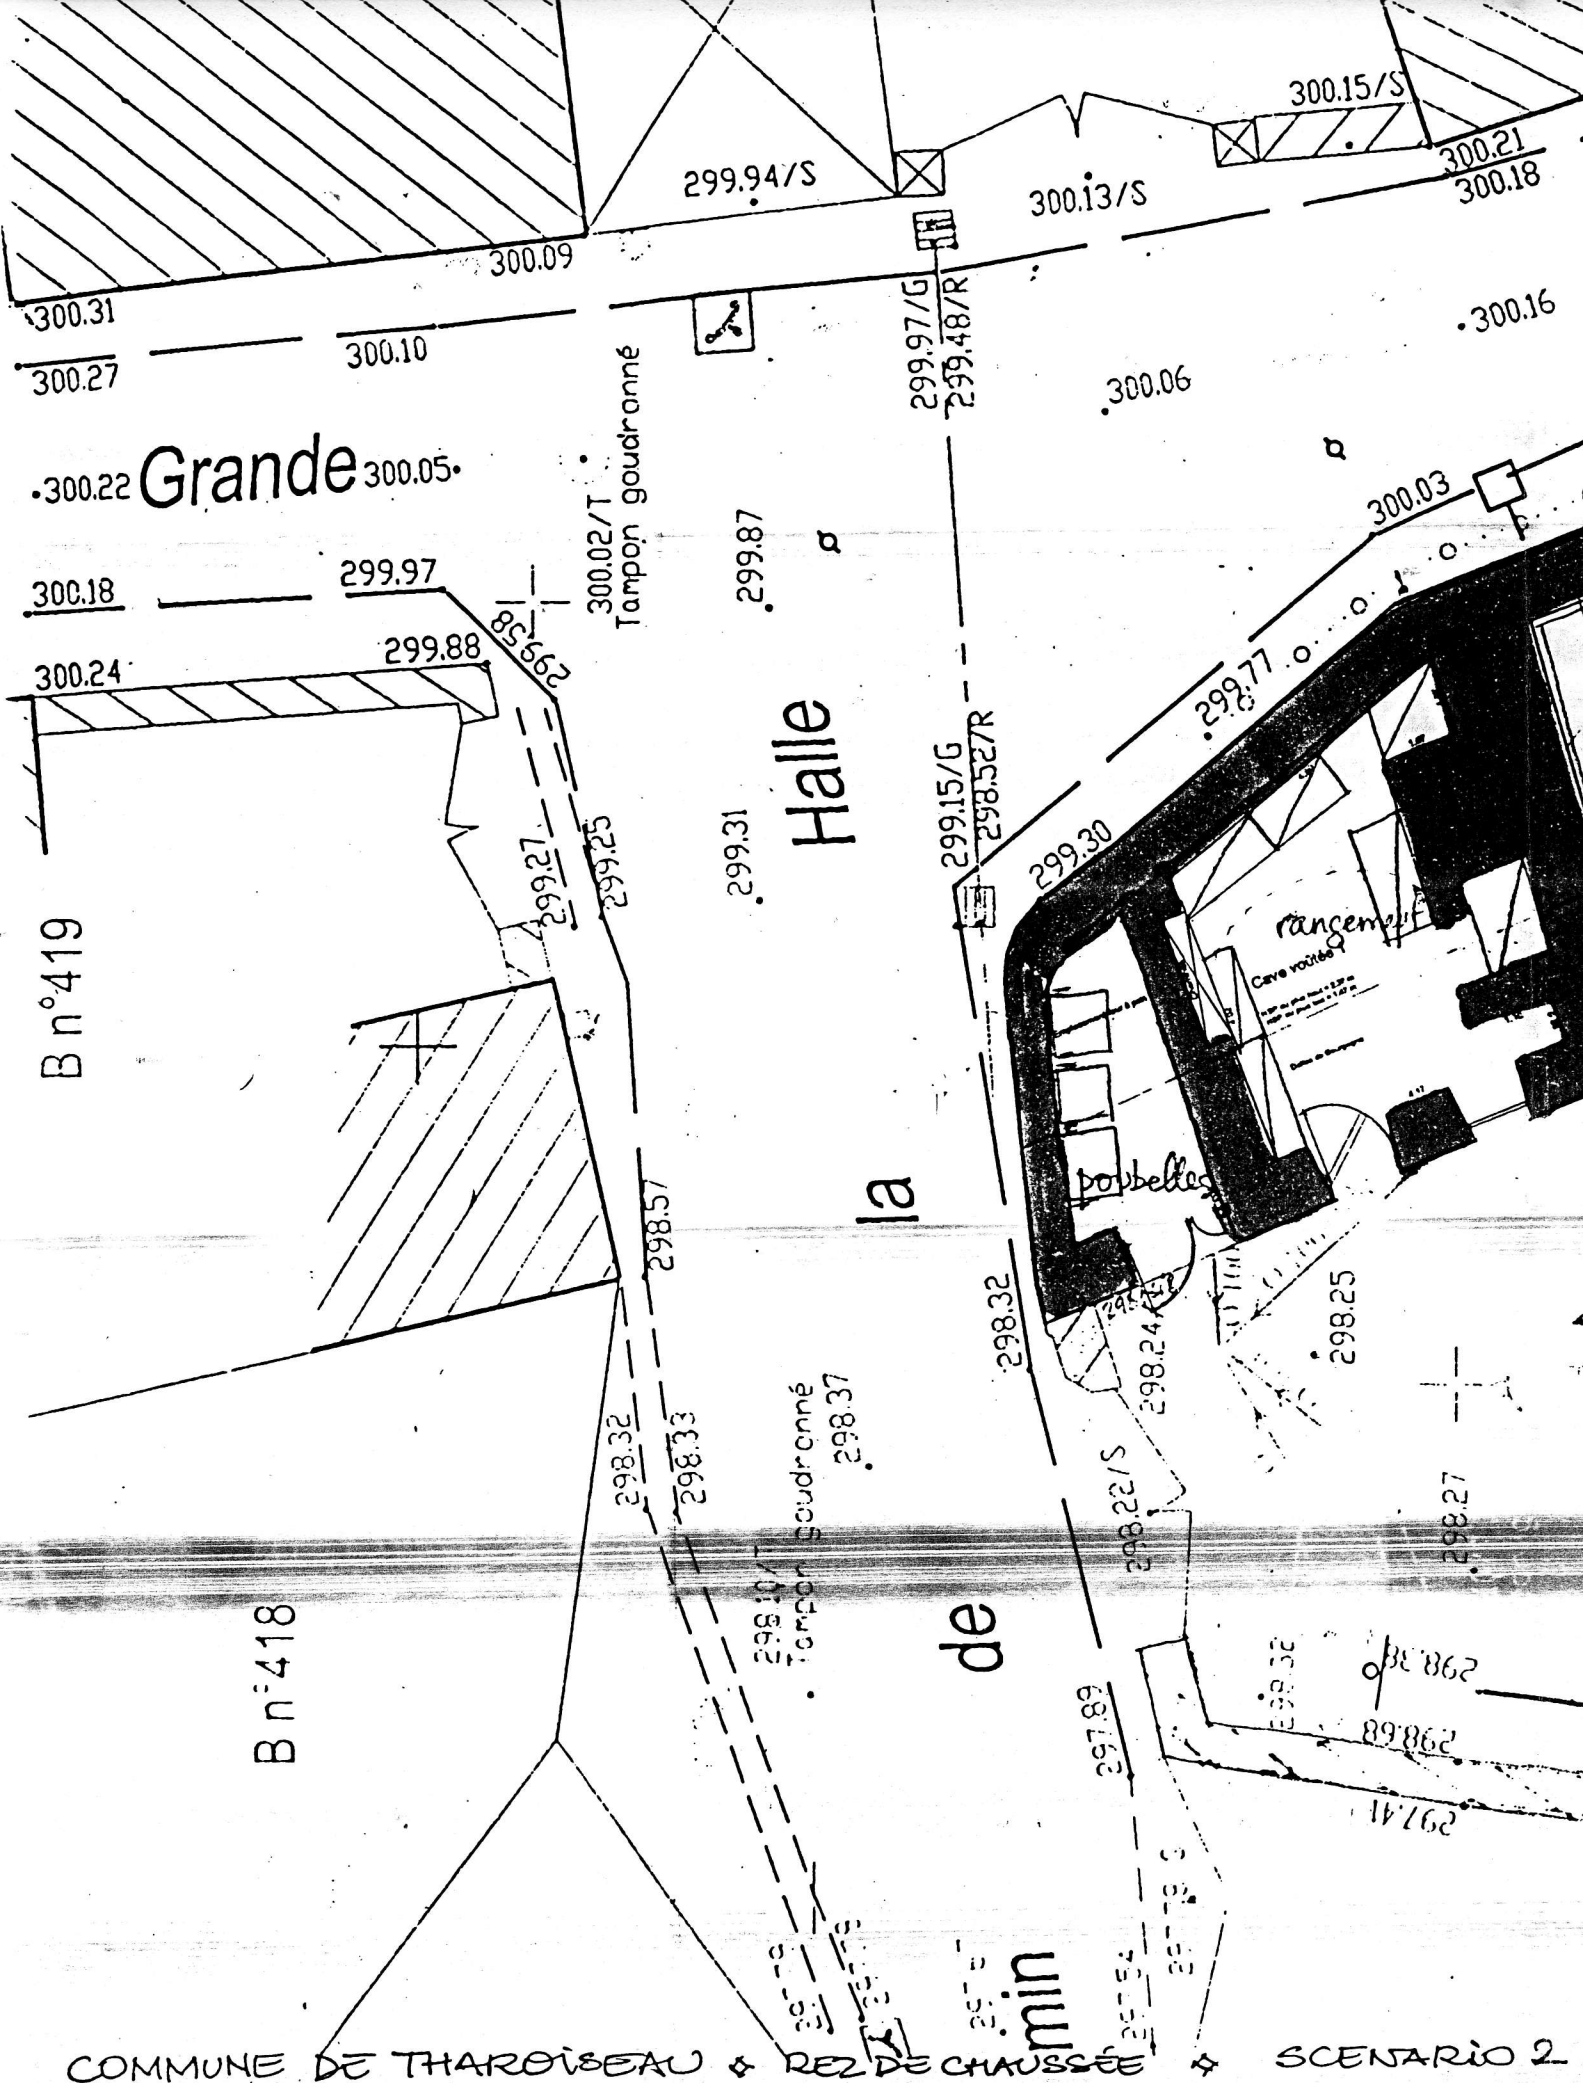 300.15/S
300.21
300.18
299.94/S
300.13/S
300.09
300.31
300.27
300.10
299.97/G
299.48/R
300.16
300.06
Grande
300.22
300.05
300.02/T
Tampon goudronné
299.87
300.03
300.18
299.97
299.58
300.24
299.88
299.77
Halle
299.15/G
298.52/R
299.30
299.31
299.27
299.25
B n°419
rangement
Cave voûtée
poubelles
la
298.57
298.32
298.24
298.25
298.32
298.33
Tampon goudronné
298.37
298.22/S
298.27
B n°418
de
297.89
298.32
298.38
298.68
297.41
min
COMMUNE DE THAROISEAU ✧ REZ DE CHAUSSÉE ✧ SCENARIO 2